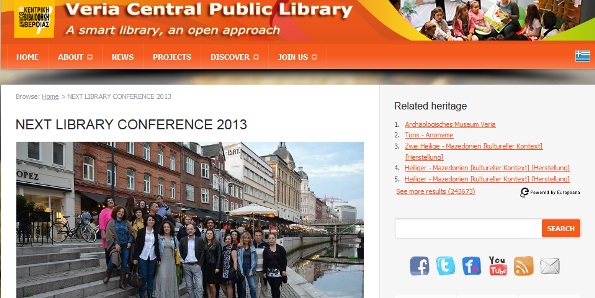 ΚΕΝΤΡΙΚΗ
ΒΙΒΛΙΟΘΗΚΗ
ΒΕΡΟΙΑΣ
Veria Central Public Library
A smart library, an open approach
HOME ABOUT NEWS PROJECTS DISCOVER JOIN US
Browse: Home > NEXT LIBRARY CONFERENCE 2013
NEXT LIBRARY CONFERENCE 2013
OPEZ
Related heritage
1. Archäologisches Museum Veria
2. Tono - Anonyme
3. Zwei Heilige - Mazedonien [kultureller Kontext]
[Herstellung]
4. Heiliger - Mazedonien [kultureller Kontext] [Herstellung]
5. Heiliger - Mazedonien [kultureller Kontext] [Herstellung]
See more results (243673)
Powered by Europeana
SEARCH
You
Tube